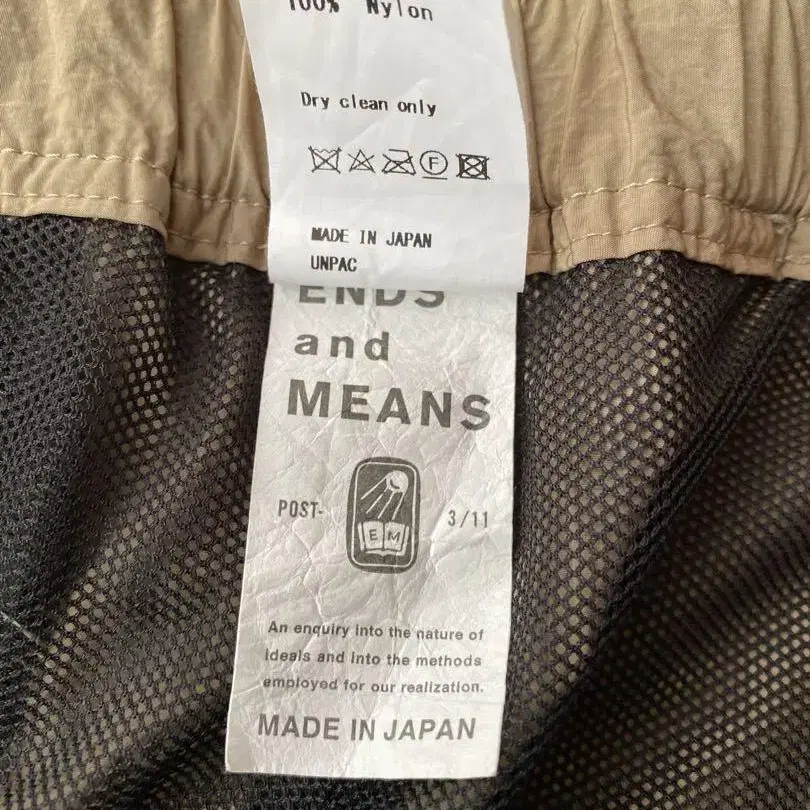 100% Nylon
Dry clean only
F
MADE IN JAPAN
UNPAC
ENDS
and
MEANS
POST- 3/11
E M
An enquiry into the nature of
ideals and into the methods
employed for our realization.
MADE IN JAPAN